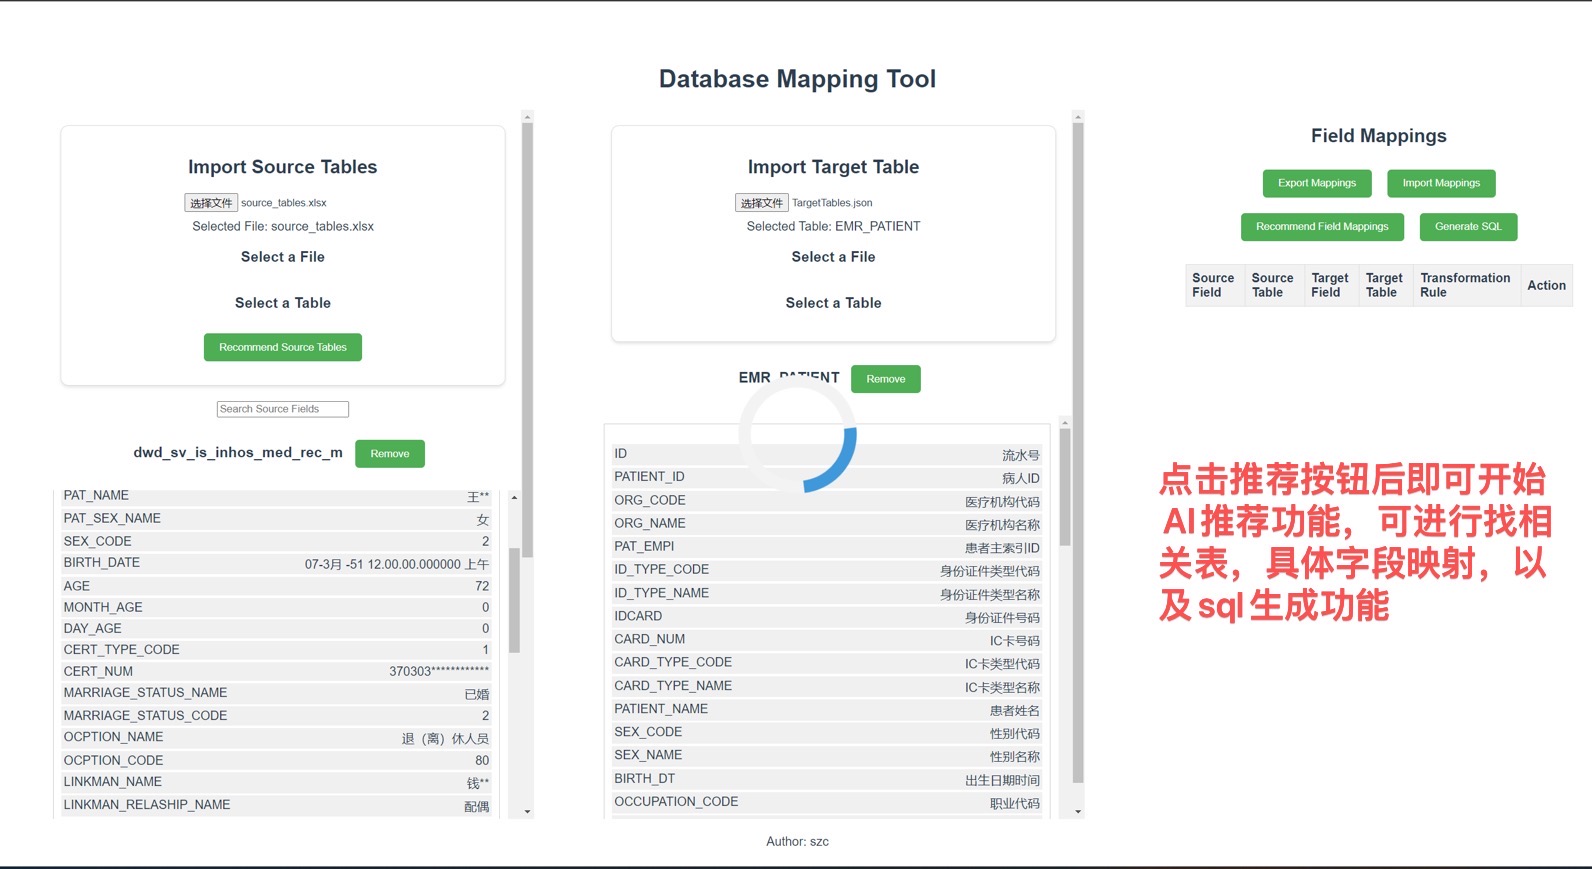 Database Mapping Tool
Import Source Tables
选择文件 source_tables.xlsx
Selected File: source_tables.xlsx
Select a File
Select a Table
Recommend Source Tables
Search Source Fields
dwd_sv_is_inhos_med_rec_m Remove
PAT_NAME 王**
PAT_SEX_NAME 女
SEX_CODE 2
BIRTH_DATE 07-3月 -51 12.00.00.000000 上午
AGE 72
MONTH_AGE 0
DAY_AGE 0
CERT_TYPE_CODE 1
CERT_NUM 370303************
MARRIAGE_STATUS_NAME 已婚
MARRIAGE_STATUS_CODE 2
OCPTION_NAME 退（离）休人员
OCPTION_CODE 80
LINKMAN_NAME 钱**
LINKMAN_RELASHIP_NAME 配偶
Import Target Table
选择文件 TargetTables.json
Selected Table: EMR_PATIENT
Select a File
Select a Table
EMR_PATIENT Remove
ID 流水号
PATIENT_ID 病人ID
ORG_CODE 医疗机构代码
ORG_NAME 医疗机构名称
PAT_EMPI 患者主索引ID
ID_TYPE_CODE 身份证件类型代码
ID_TYPE_NAME 身份证件类型名称
IDCARD 身份证件号码
CARD_NUM IC卡号码
CARD_TYPE_CODE IC卡类型代码
CARD_TYPE_NAME IC卡类型名称
PATIENT_NAME 患者姓名
SEX_CODE 性别代码
SEX_NAME 性别名称
BIRTH_DT 出生日期时间
OCCUPATION_CODE 职业代码
Field Mappings
Export Mappings Import Mappings
Recommend Field Mappings Generate SQL
Source Field Source Table Target Field Target Table Transformation Rule Action
点击推荐按钮后即可开始
AI推荐功能，可进行找相
关表，具体字段映射，以
及sql生成功能
Author: szc